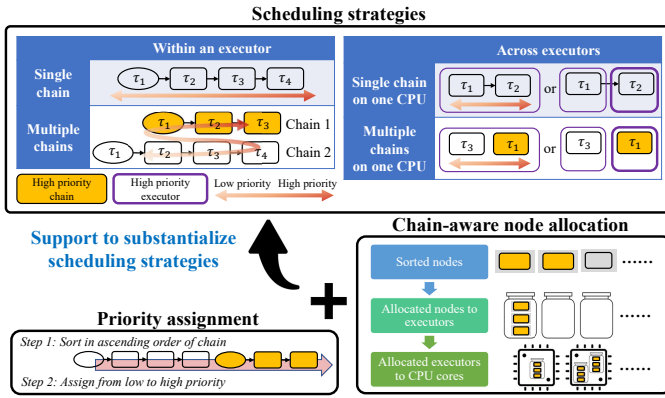 Scheduling strategies
Within an executor
Single
chain
τ1 τ2 τ3 τ4
Multiple
chains
τ1 τ2 τ3 Chain 1
τ1 τ2 τ3 τ4 Chain 2
Across executors
Single chain
on one CPU
τ1 τ2 or τ1 τ2
Multiple
chains
on one CPU
τ3 τ1 or τ3 τ1
High priority
chain
High priority
executor
Low priority High priority
Support to substantialize
scheduling strategies
Priority assignment
Step 1: Sort in ascending order of chain
Step 2: Assign from low to high priority
+
Chain-aware node allocation
Sorted nodes
......
Allocated nodes to
executors
......
Allocated executors
to CPU cores
......